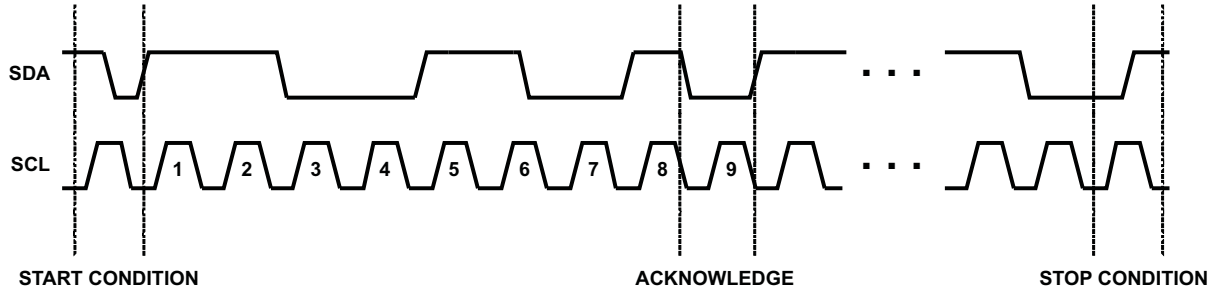 SDA
. . .
SCL
1 2 3 4 5 6 7 8 9
. . .
START CONDITION
ACKNOWLEDGE
STOP CONDITION